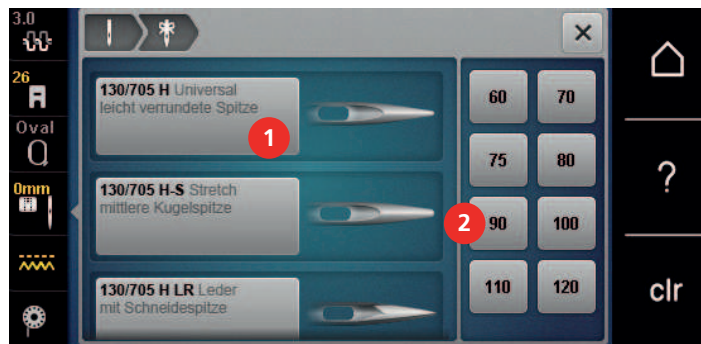 3.0
26
Oval
0mm
130/705 H Universal
leicht verrundete Spitze
1
130/705 H-S Stretch
mittlere Kugelspitze
130/705 H LR Leder
mit Schneidespitze
60 70
75 80
2
90 100
110 120
×
?
clr